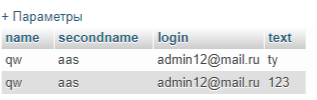 + Параметры
name secondname login text
qw aas admin12@mail.ru ty
qw aas admin12@mail.ru 123